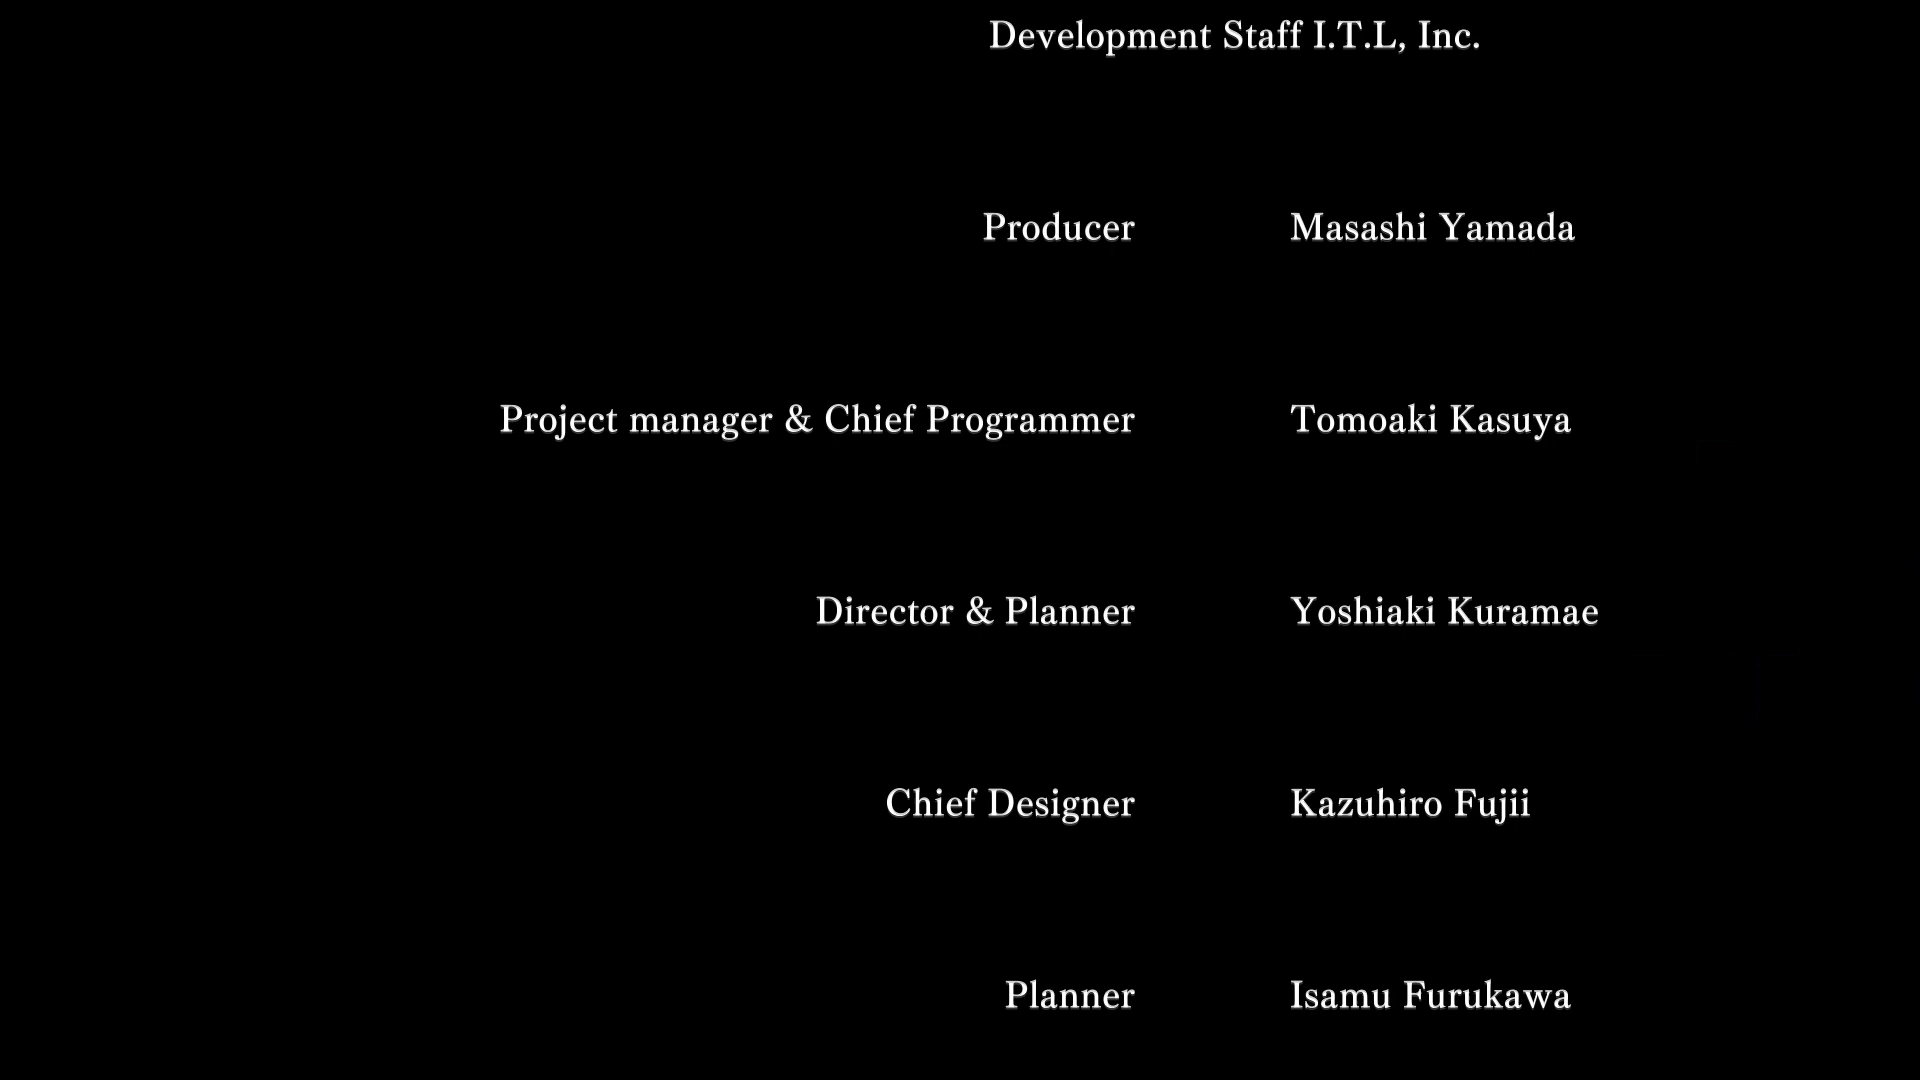 Development Staff I.T.L, Inc.
Producer Masashi Yamada
Project manager & Chief Programmer Tomoaki Kasuya
Director & Planner Yoshiaki Kuramae
Chief Designer Kazuhiro Fujii
Planner Isamu Furukawa